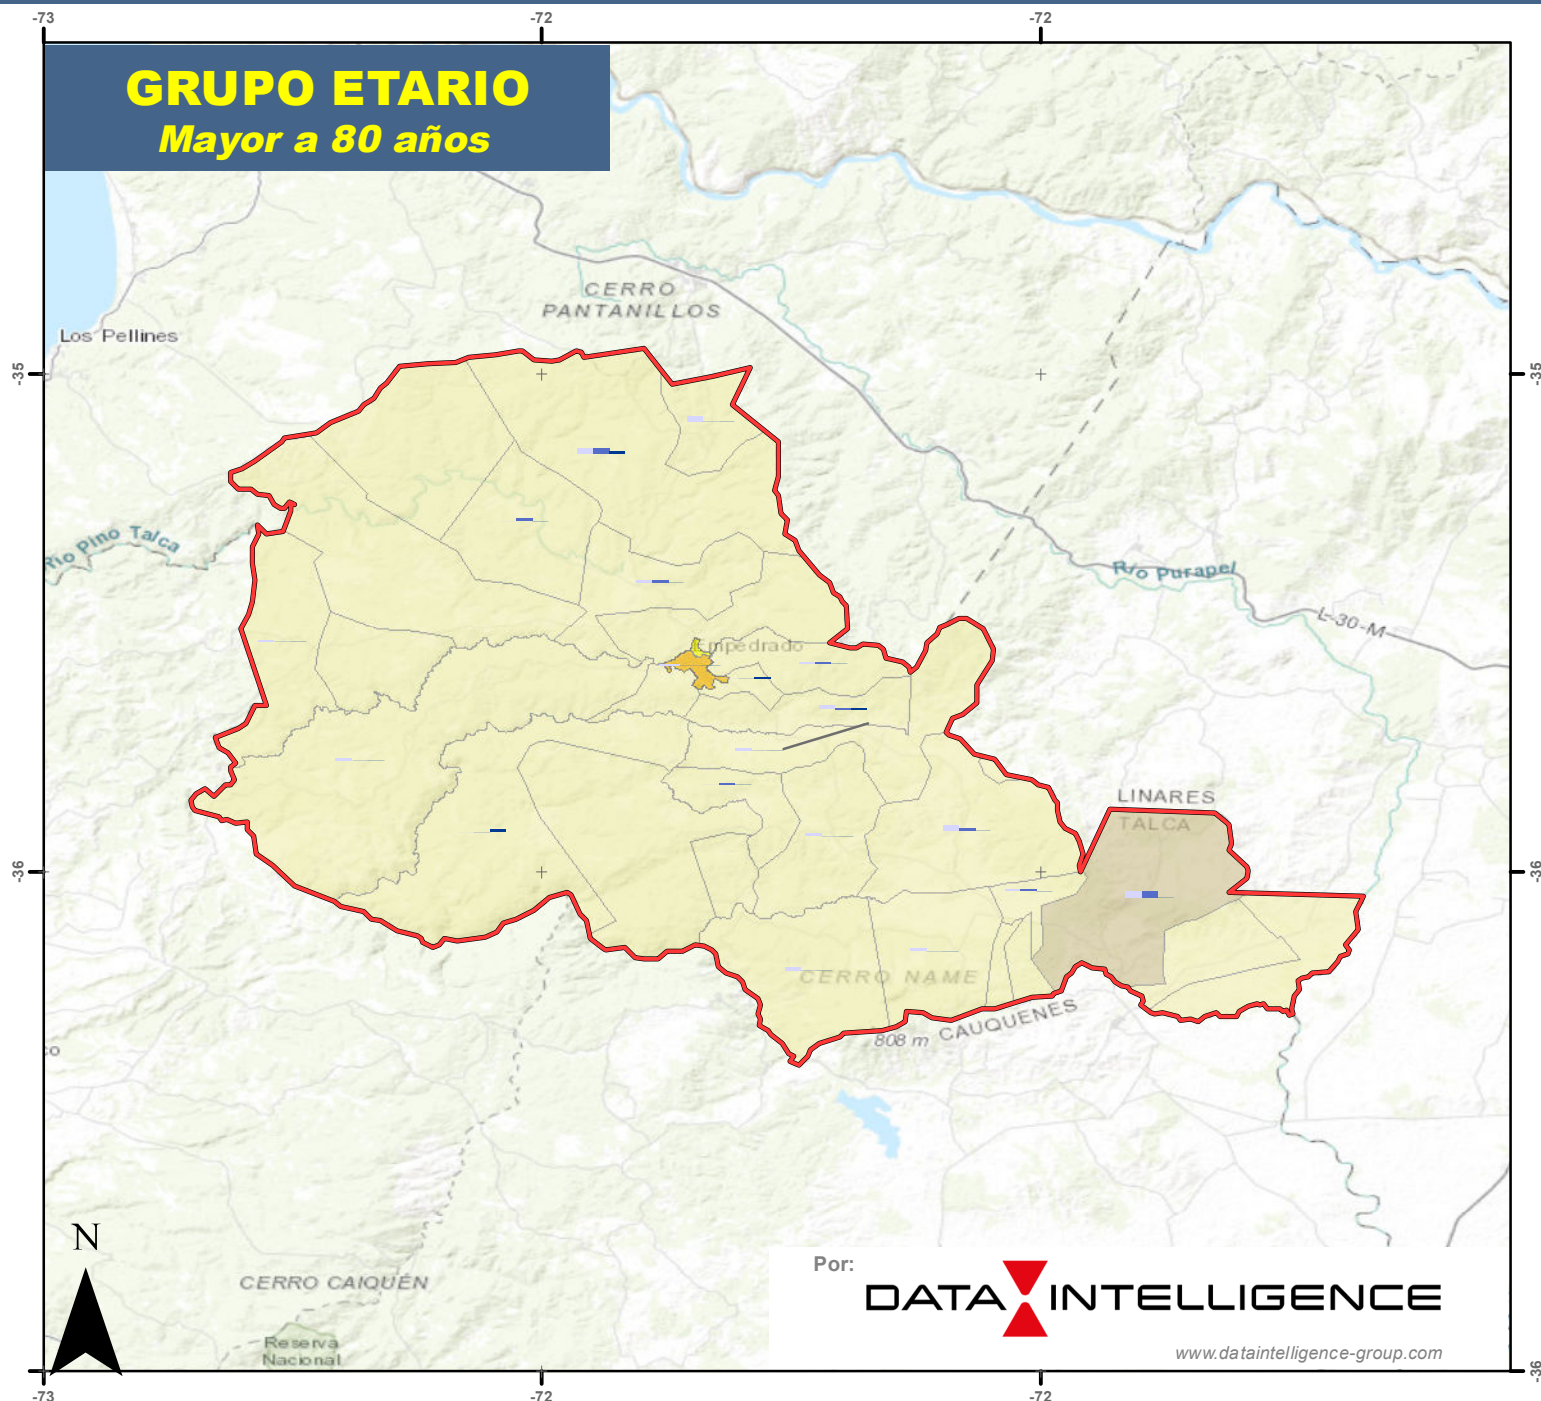 -73
-72
-72
GRUPO ETARIO
Mayor a 80 años
CERRO
PANTANILLOS
Los Pellines
-35
-35
Río Pino Talca
Río Purapel
L-30-M
Empedrado
LINARES
TALCA
-36
-36
CERRO NAME
CAUQUENES
808 m
co
N
CERRO CAIQUÉN
Reserva
Nacional
Por:
DATA INTELLIGENCE
www.dataintelligence-group.com
-36
-73
-72
-72